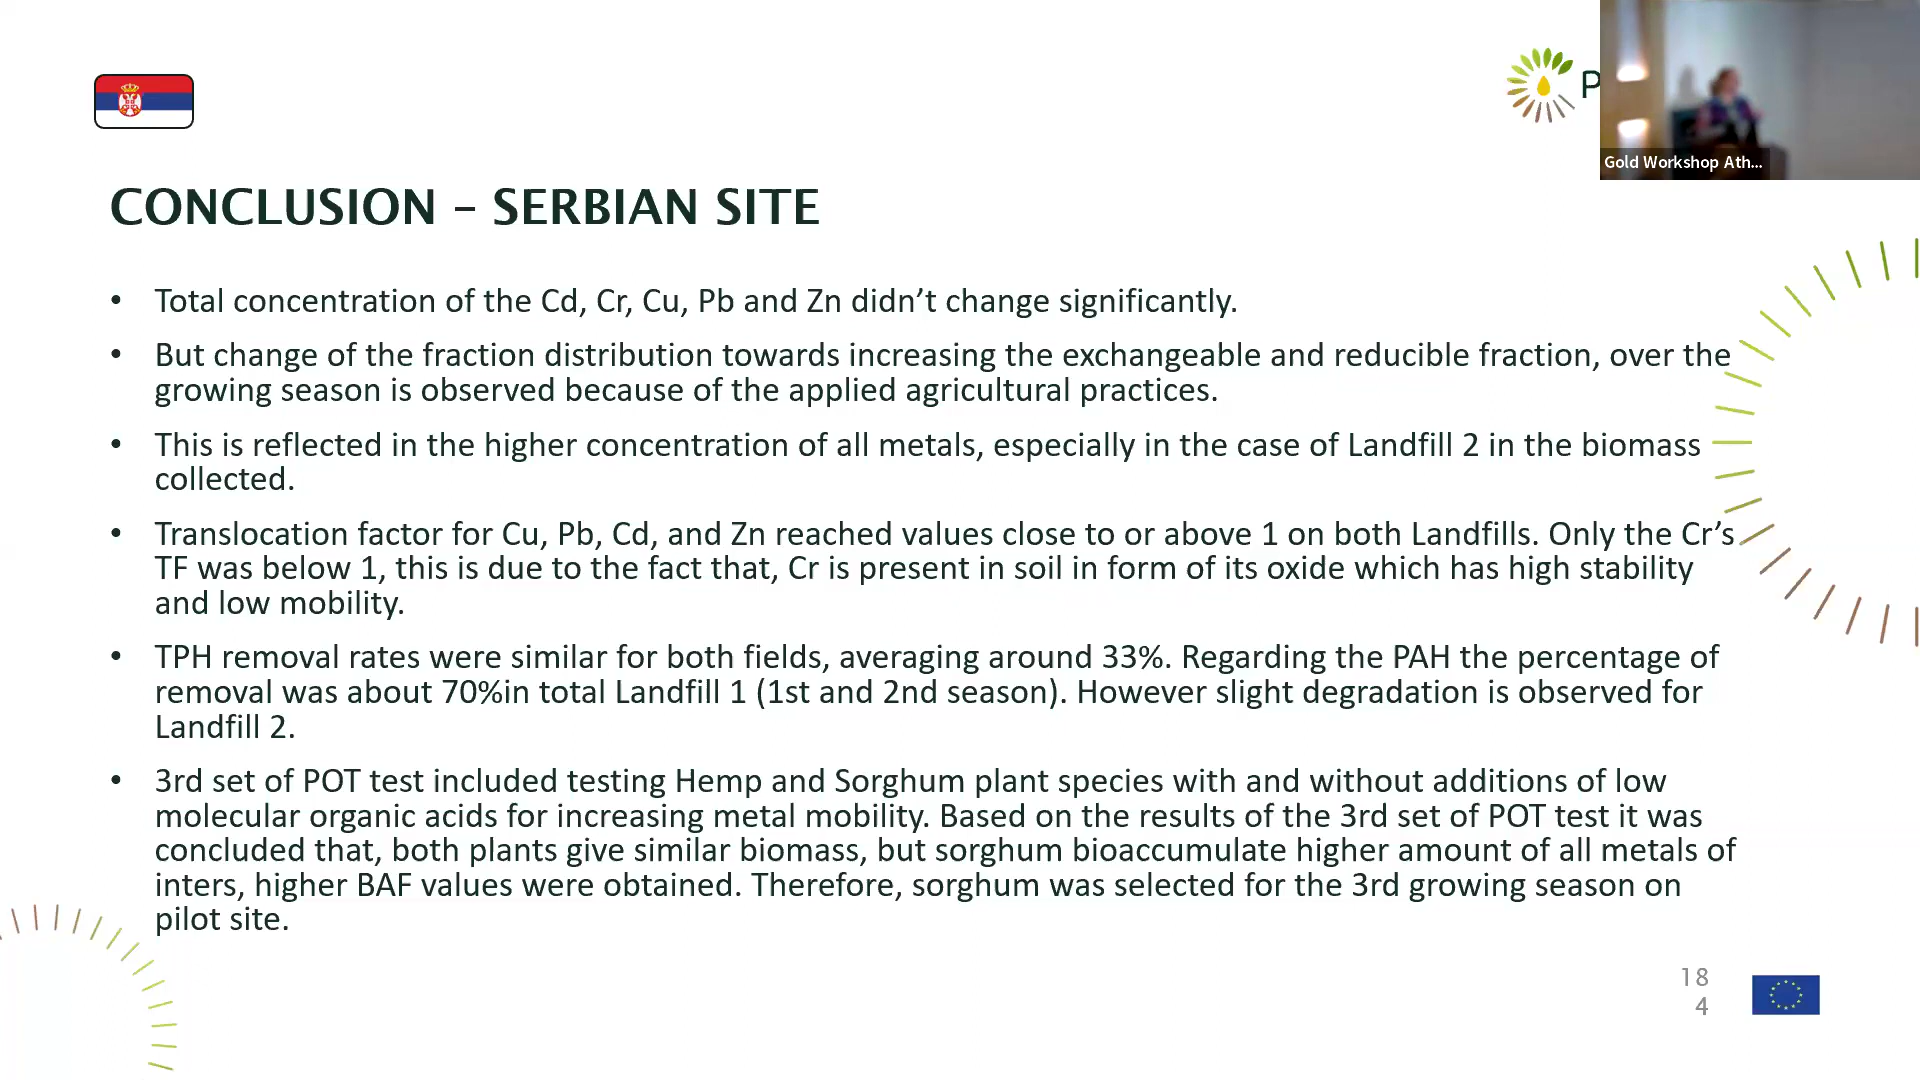 P
Gold Workshop Ath...
CONCLUSION – SERBIAN SITE
• Total concentration of the Cd, Cr, Cu, Pb and Zn didn’t change significantly.
• But change of the fraction distribution towards increasing the exchangeable and reducible fraction, over the
growing season is observed because of the applied agricultural practices.
• This is reflected in the higher concentration of all metals, especially in the case of Landfill 2 in the biomass
collected.
• Translocation factor for Cu, Pb, Cd, and Zn reached values close to or above 1 on both Landfills. Only the Cr’s
TF was below 1, this is due to the fact that, Cr is present in soil in form of its oxide which has high stability
and low mobility.
• TPH removal rates were similar for both fields, averaging around 33%. Regarding the PAH the percentage of
removal was about 70%in total Landfill 1 (1st and 2nd season). However slight degradation is observed for
Landfill 2.
• 3rd set of POT test included testing Hemp and Sorghum plant species with and without additions of low
molecular organic acids for increasing metal mobility. Based on the results of the 3rd set of POT test it was
concluded that, both plants give similar biomass, but sorghum bioaccumulate higher amount of all metals of
inters, higher BAF values were obtained. Therefore, sorghum was selected for the 3rd growing season on
pilot site.
18
4